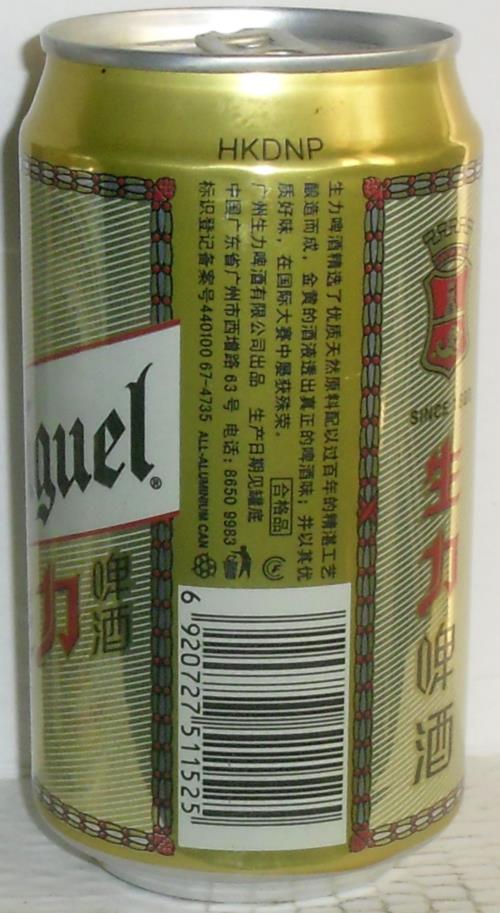 HKDNP
guel®
力
啤酒
生力啤酒精选了优质天然原料配以过百年的精湛工艺
酿造而成，金黄的酒液透出真正的啤酒味；并以其优
质好味，在国际大赛中屡获殊荣。
合格品
广州生力啤酒有限公司出品 生产日期见罐底
中国广东省广州市西增路 63 号 电话：8650 9983
标识登记备案号440100 67-4735 ALL-ALUMINIUM CAN
6 920727 511525
SINCE
生力啤酒